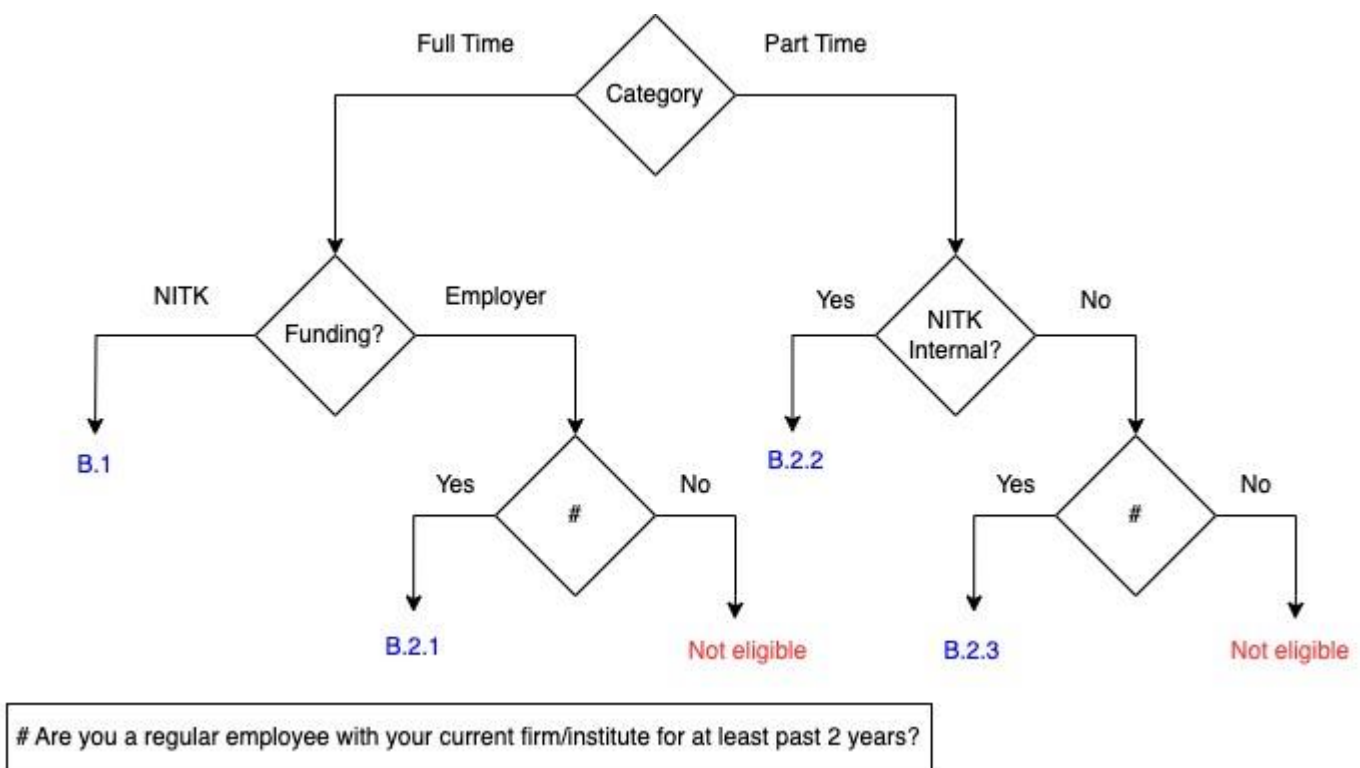 Full Time
Part Time
Category
NITK
Funding?
Employer
Yes
NITK
Internal?
No
B.1
Yes
#
No
B.2.2
Yes
#
No
B.2.1
Not eligible
B.2.3
Not eligible
# Are you a regular employee with your current firm/institute for at least past 2 years?